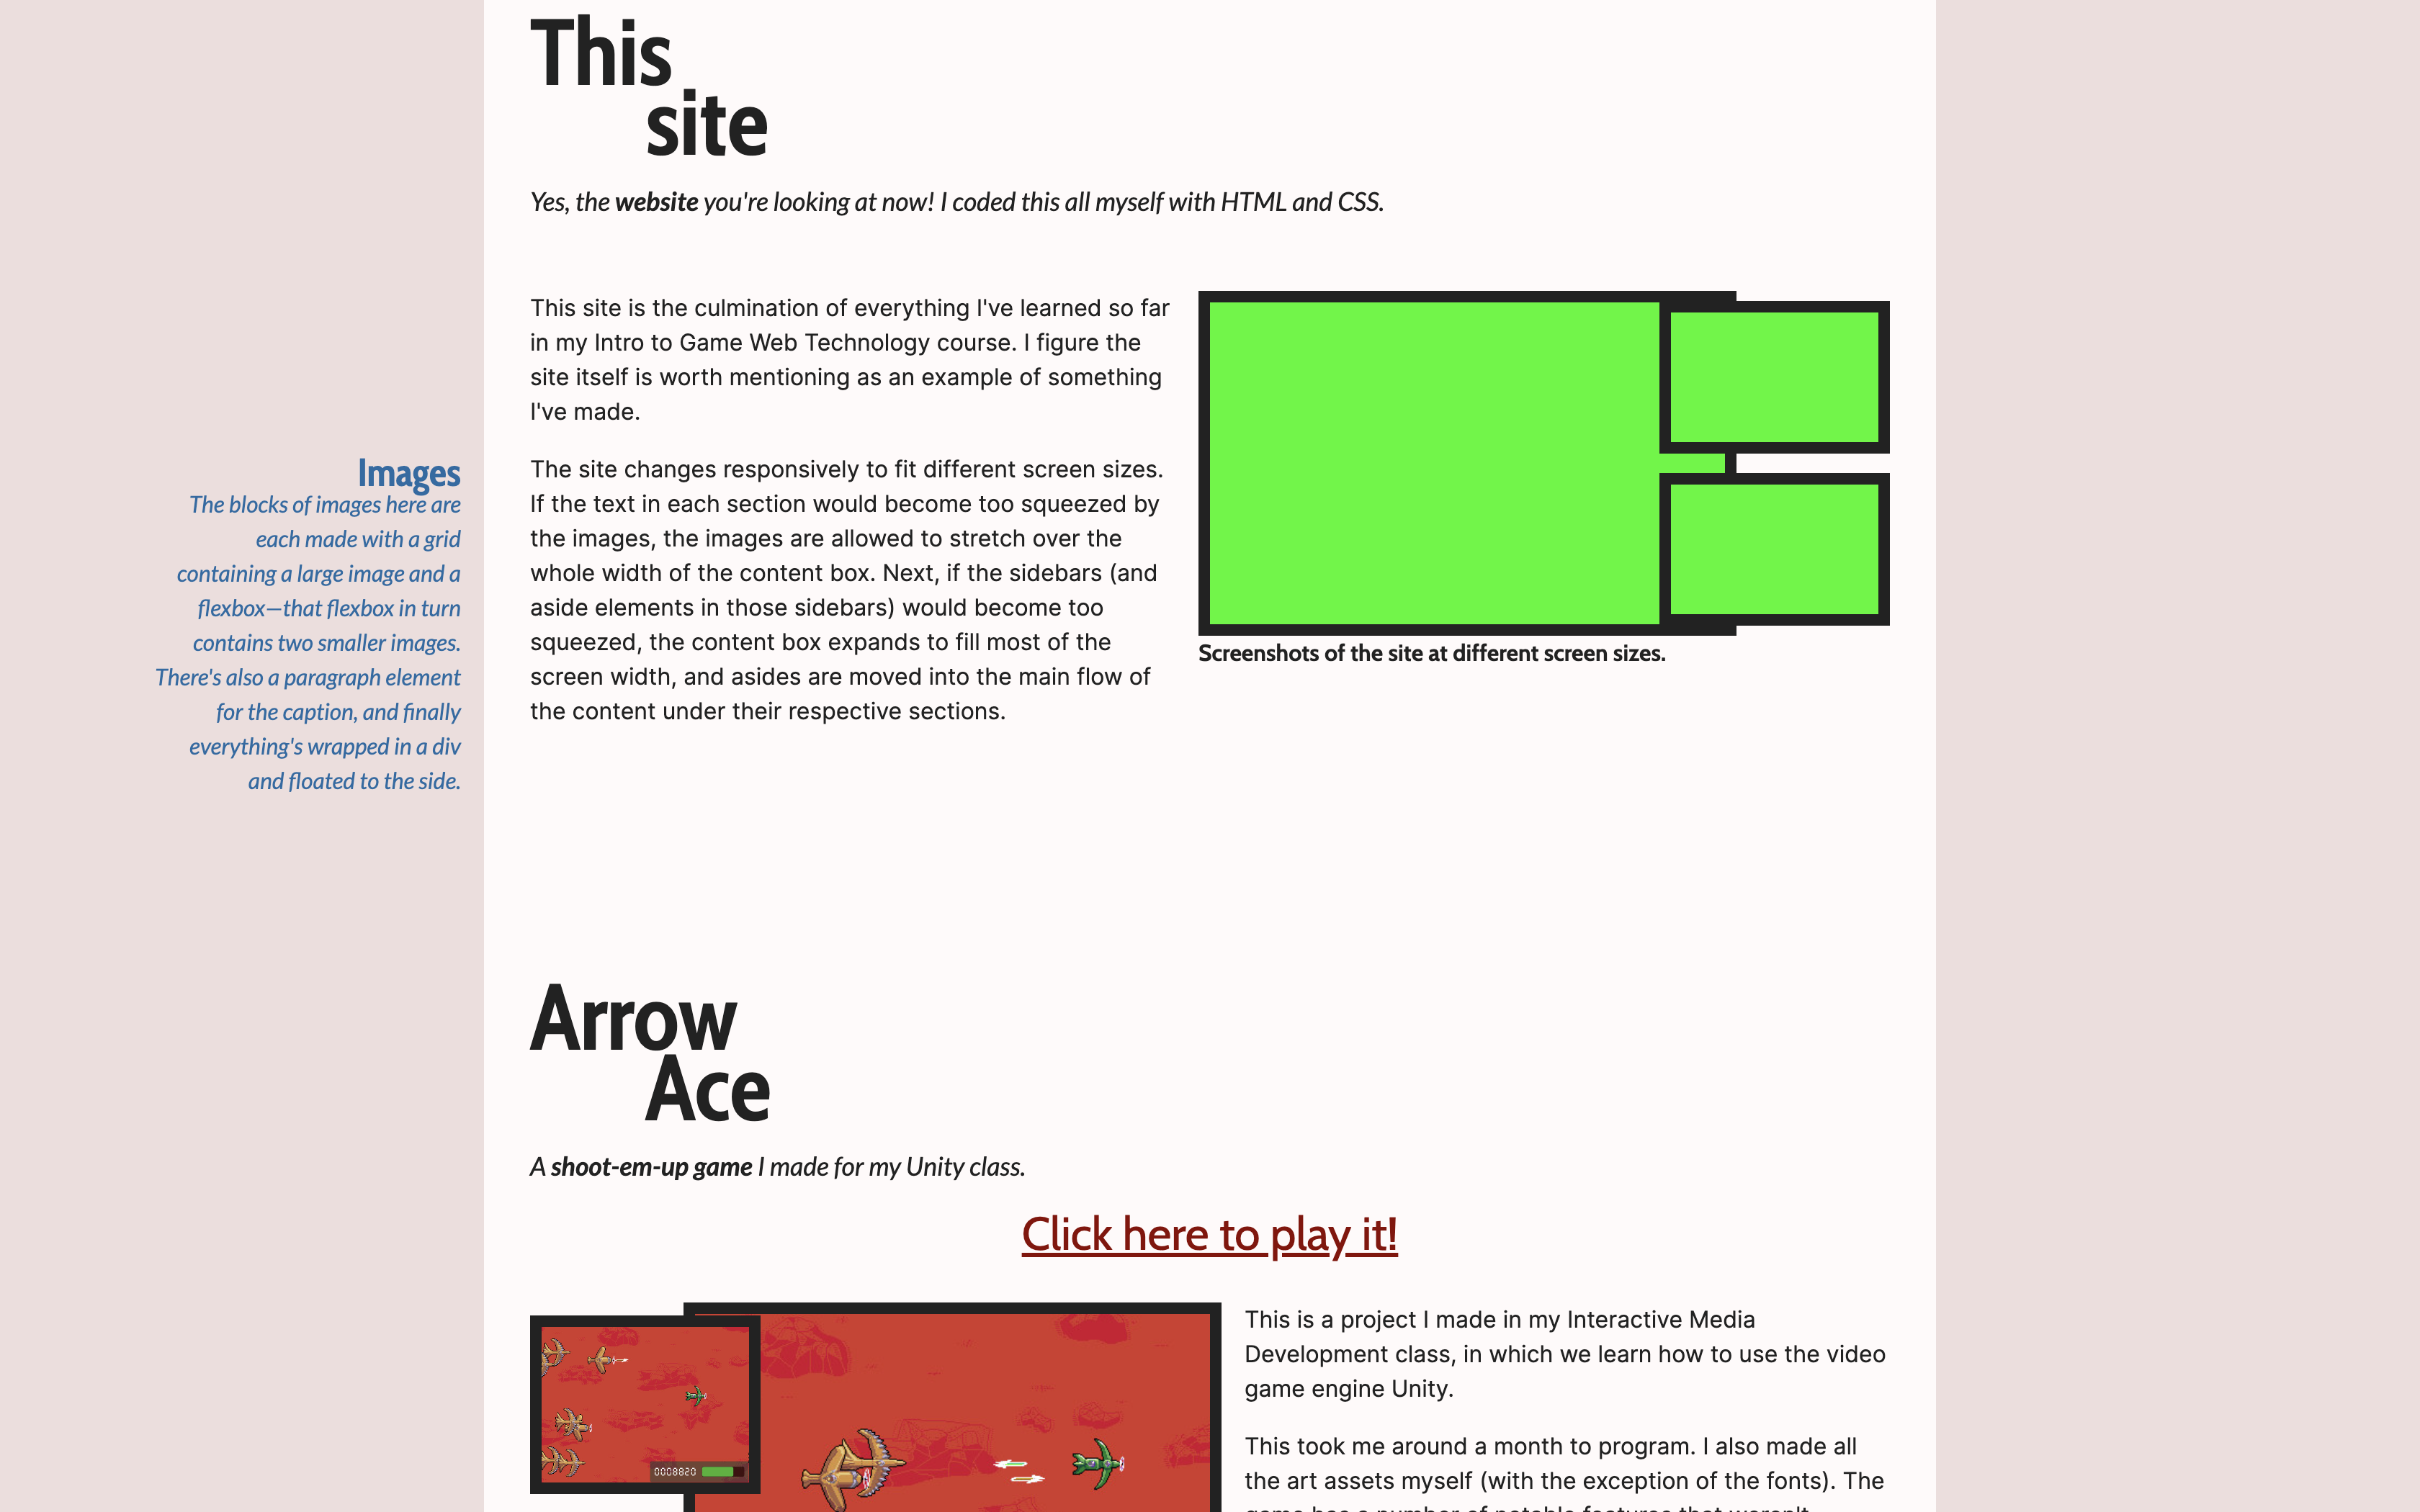 This
site
Yes, the website you're looking at now! I coded this all myself with HTML and CSS.
This site is the culmination of everything I've learned so far
in my Intro to Game Web Technology course. I figure the
site itself is worth mentioning as an example of something
I've made.
The site changes responsively to fit different screen sizes.
If the text in each section would become too squeezed by
the images, the images are allowed to stretch over the
whole width of the content box. Next, if the sidebars (and
aside elements in those sidebars) would become too
squeezed, the content box expands to fill most of the
screen width, and asides are moved into the main flow of
the content under their respective sections.
Screenshots of the site at different screen sizes.
Images
The blocks of images here are
each made with a grid
containing a large image and a
flexbox—that flexbox in turn
contains two smaller images.
There's also a paragraph element
for the caption, and finally
everything's wrapped in a div
and floated to the side.
Arrow
Ace
A shoot-em-up game I made for my Unity class.
Click here to play it!
0008820
This is a project I made in my Interactive Media
Development class, in which we learn how to use the video
game engine Unity.
This took me around a month to program. I also made all
the art assets myself (with the exception of the fonts). The
game has a number of notable features that weren't